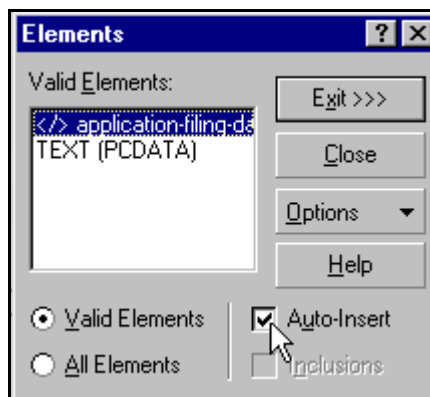 Elements
Valid Elements:
</> application-filing-da
TEXT (PCDATA)
Exit >>>
Close
Options
Help
Valid Elements
All Elements
Auto-Insert
Inclusions